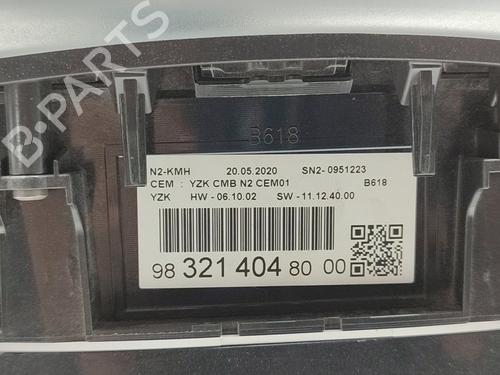 B-PARTS
B618
N2-KMH 20.05.2020 SN2- 0951223
CEM : YZK CMB N2 CEM01 B618
YZK HW - 06.10.02 SW - 11.12.40.00
98 321 404 80 00